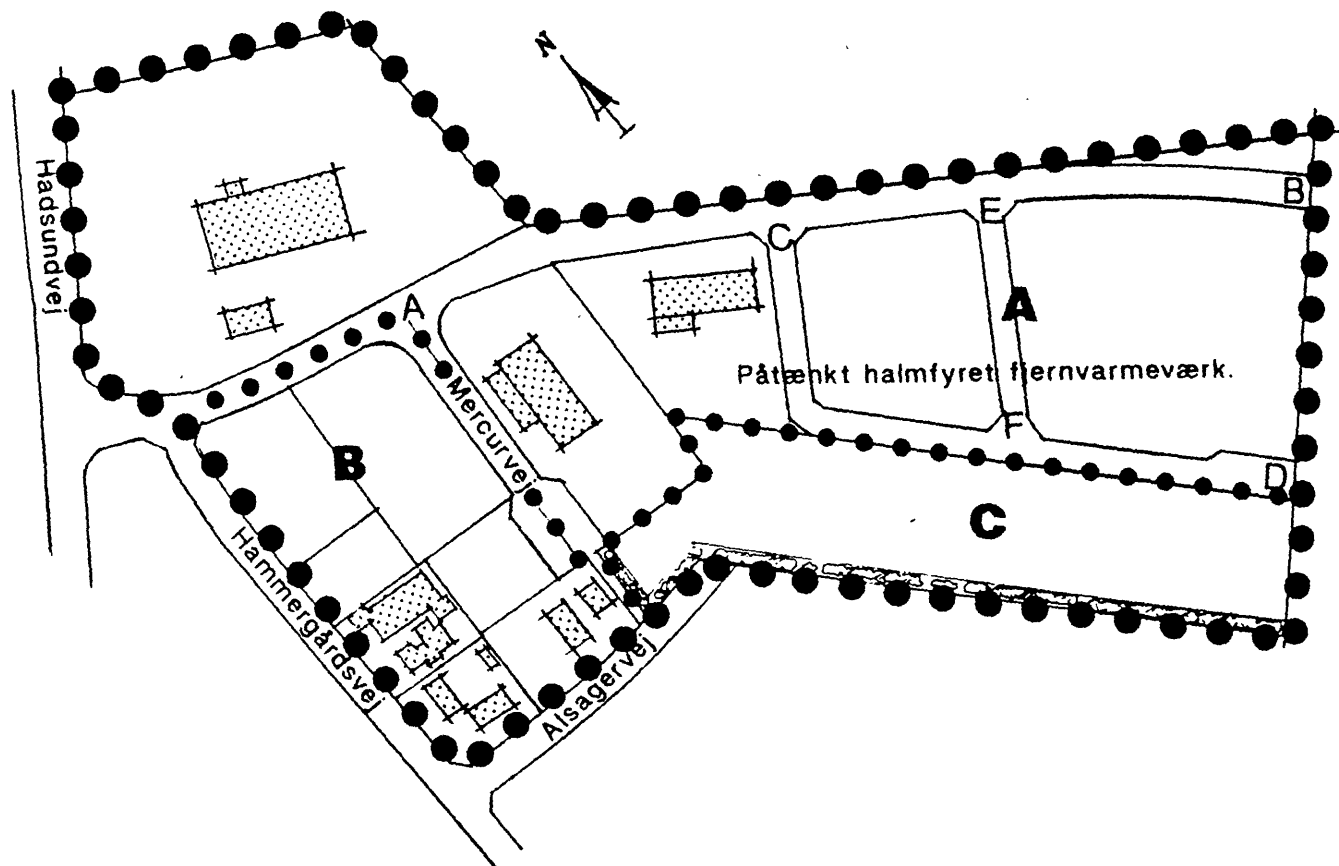 N
Hadsundvej
B
C
E
A
A
Påtænkt halmfyret fjernvarmeværk.
Mercurvej
F
B
D
C
Hammergårdsvej
Alsagervej